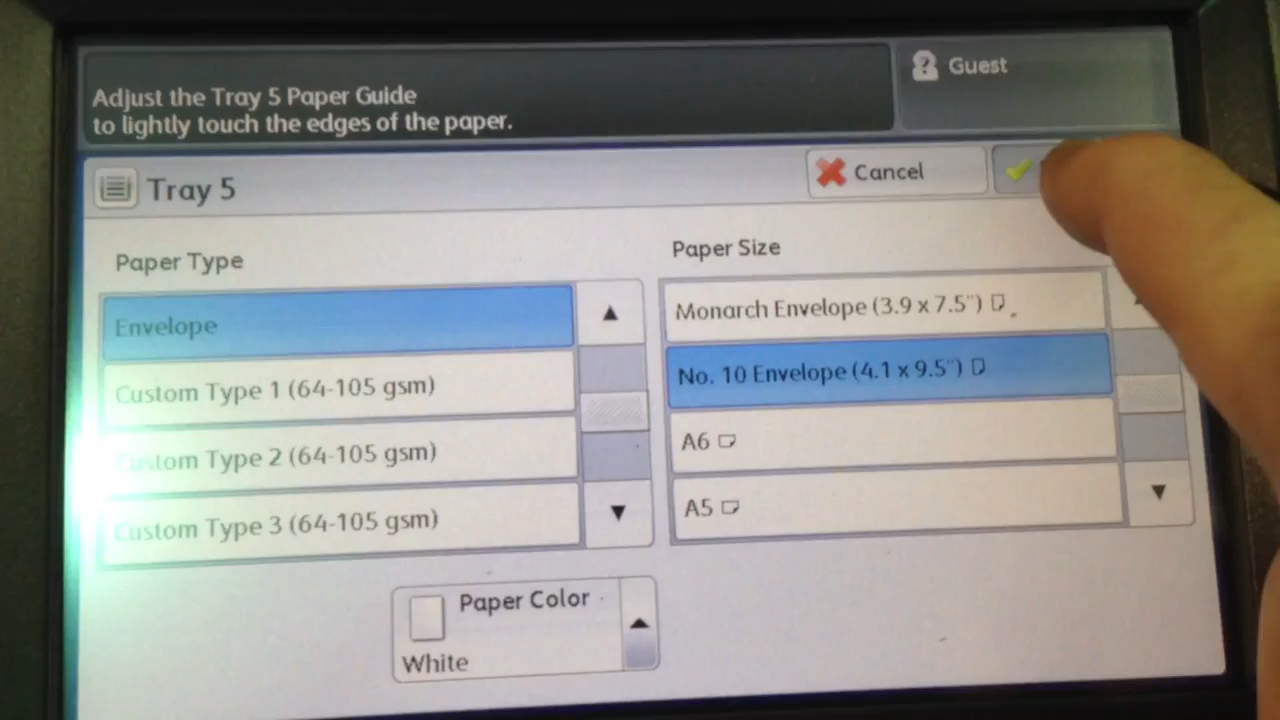 Adjust the Tray 5 Paper Guide
to lightly touch the edges of the paper.
Guest
Tray 5
Cancel
Paper Type
Paper Size
Envelope
Custom Type 1 (64-105 gsm)
Custom Type 2 (64-105 gsm)
Custom Type 3 (64-105 gsm)
Monarch Envelope (3.9 x 7.5")
No. 10 Envelope (4.1 x 9.5")
A6
A5
Paper Color
White